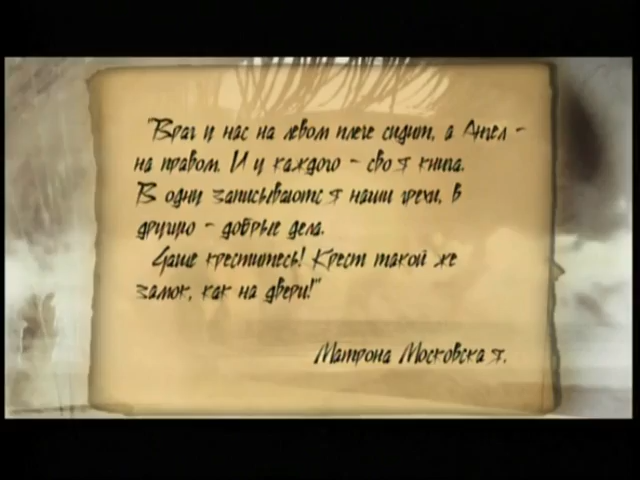 "Враг у нас на левом плече сидит, а Ангел -
на правом. И у каждого - своя книга.
В одну записываются наши грехи, в
другую - добрые дела.
Чаще креститесь! Крест такой же
замок, как на двери!"
Матрона Московская.